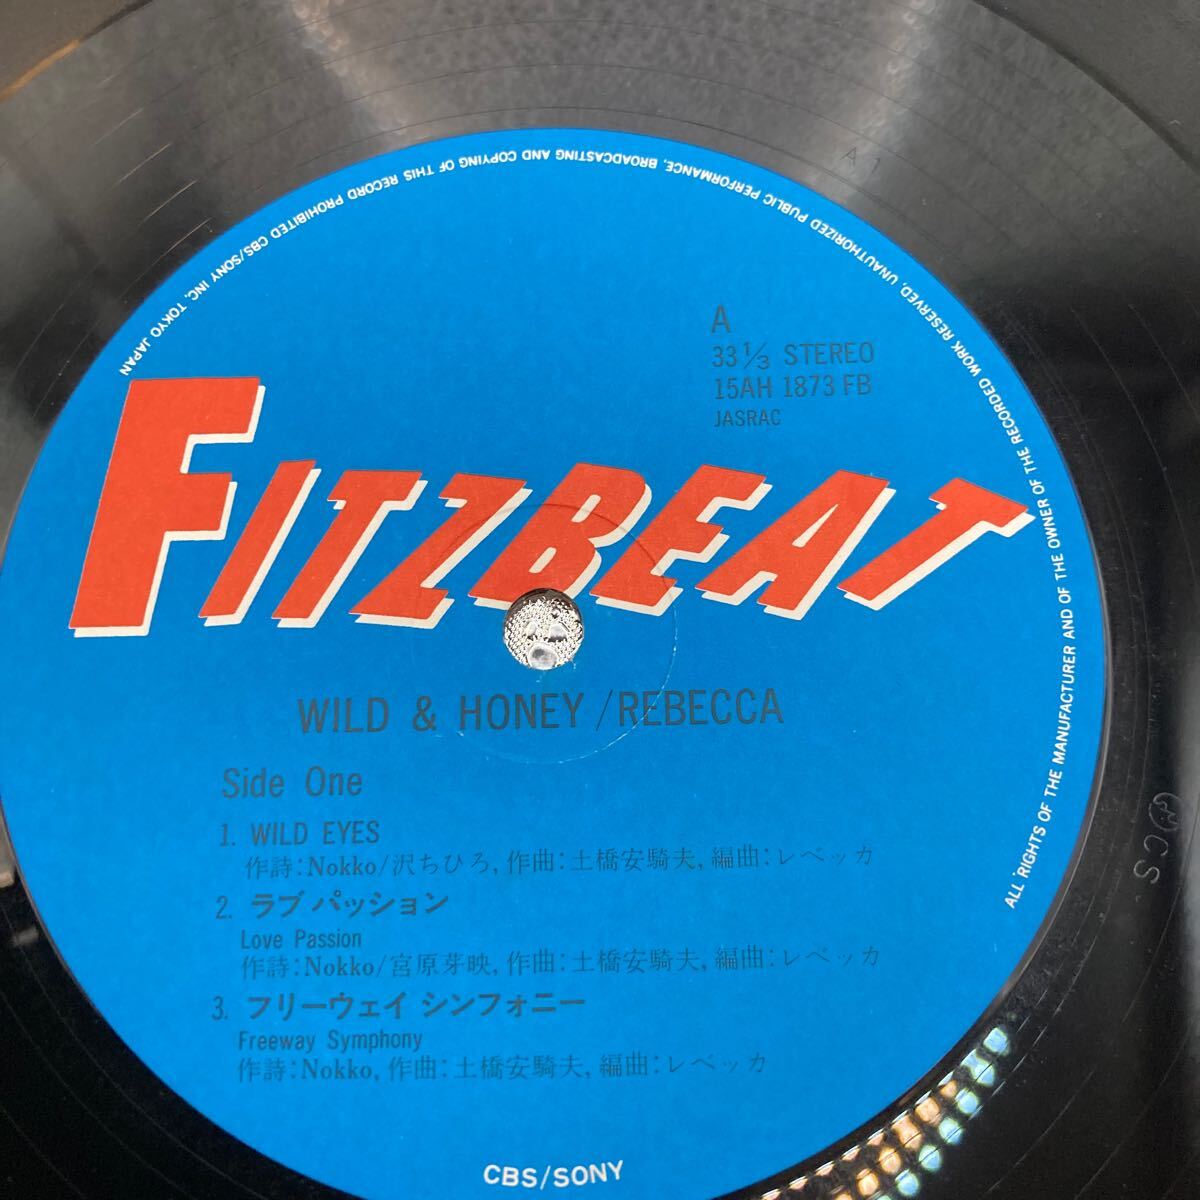 ALL RIGHTS OF THE MANUFACTURER AND OF THE OWNER OF THE RECORDED WORK RESERVED, UNAUTHORIZED PUBLIC PERFORMANCE, BROADCASTING AND COPYING OF THIS RECORD PROHIBITED CBS/SONY INC. TOKYO JAPAN
A 1
A
33 1/3 STEREO
15AH 1873 FB
JASRAC
FITZBEAT
WILD & HONEY/REBECCA
Side One
1. WILD EYES
作詩:Nokko/沢ちひろ, 作曲:土橋安騎夫, 編曲:レベッカ
2. ラブ パッション
Love Passion
作詩:Nokko/宮原芽映, 作曲:土橋安騎夫, 編曲:レベッカ
3. フリーウェイ シンフォニー
Freeway Symphony
作詩:Nokko, 作曲:土橋安騎夫, 編曲:レベッカ
CBS/SONY
CS